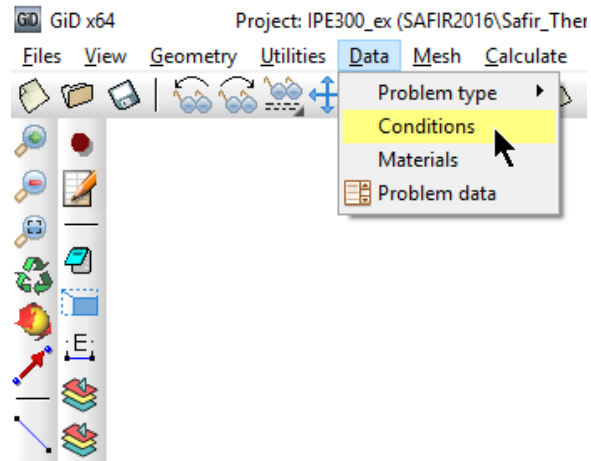 GiD GiD x64 Project: IPE300_ex (SAFIR2016\Safir_Ther
Files View Geometry Utilities Data Mesh Calculate
Problem type
Conditions
Materials
Problem data
E